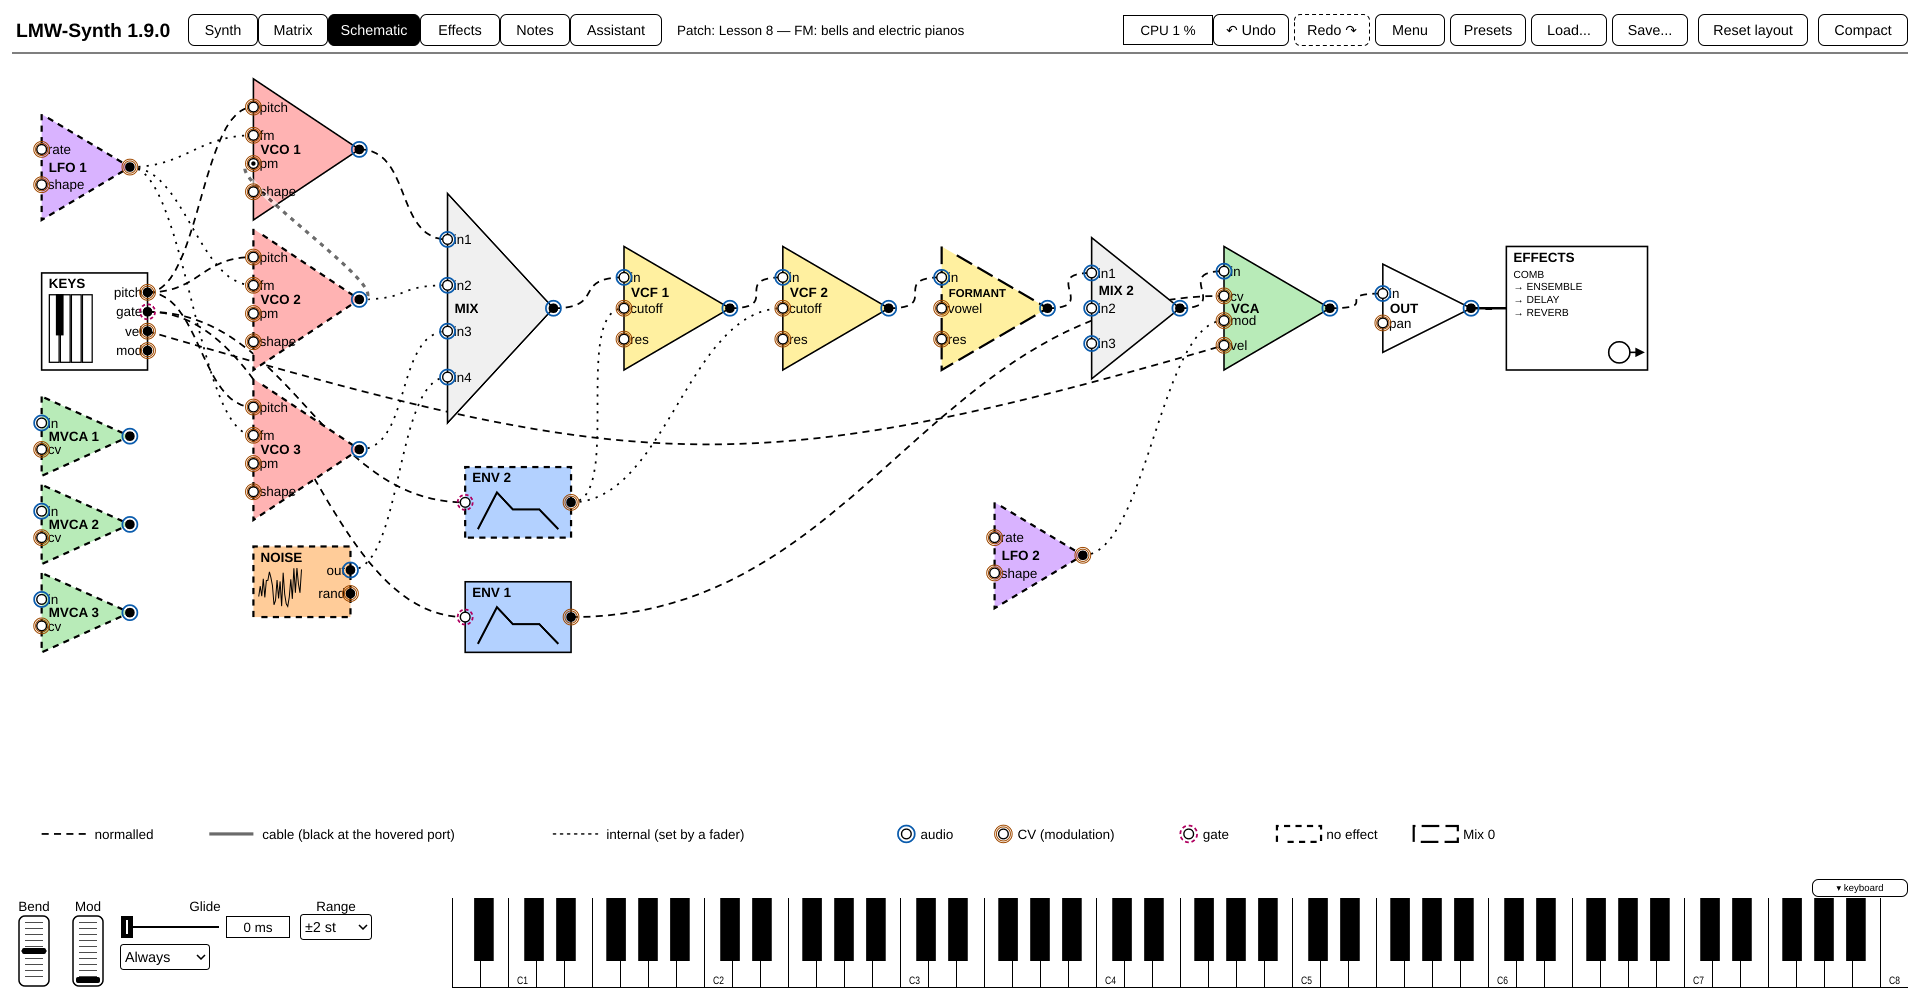 LMW-Synth 1.9.0
Synth
Matrix
Schematic
Effects
Notes
Assistant
Patch: Lesson 8 — FM: bells and electric pianos
CPU 1 %
↶ Undo
Redo ↷
Menu
Presets
Load...
Save...
Reset layout
Compact
rate
LFO 1
shape
pitch
fm
VCO 1
pm
shape
KEYS
pitch
gate
vel
mod
pitch
fm
VCO 2
pm
shape
pitch
fm
VCO 3
pm
shape
in
MVCA 1
cv
in
MVCA 2
cv
in
MVCA 3
cv
NOISE
out
rand
in1
in2
MIX
in3
in4
ENV 2
ENV 1
in
VCF 1
cutoff
res
in
VCF 2
cutoff
res
in
FORMANT
vowel
res
in1
MIX 2
in2
in3
rate
LFO 2
shape
in
cv
VCA
mod
vel
in
OUT
pan
EFFECTS
COMB
→ ENSEMBLE
→ DELAY
→ REVERB
normalled
cable (black at the hovered port)
internal (set by a fader)
audio
CV (modulation)
gate
no effect
Mix 0
▾ keyboard
Bend
Mod
Glide
0 ms
Always
Range
±2 st
C1
C2
C3
C4
C5
C6
C7
C8